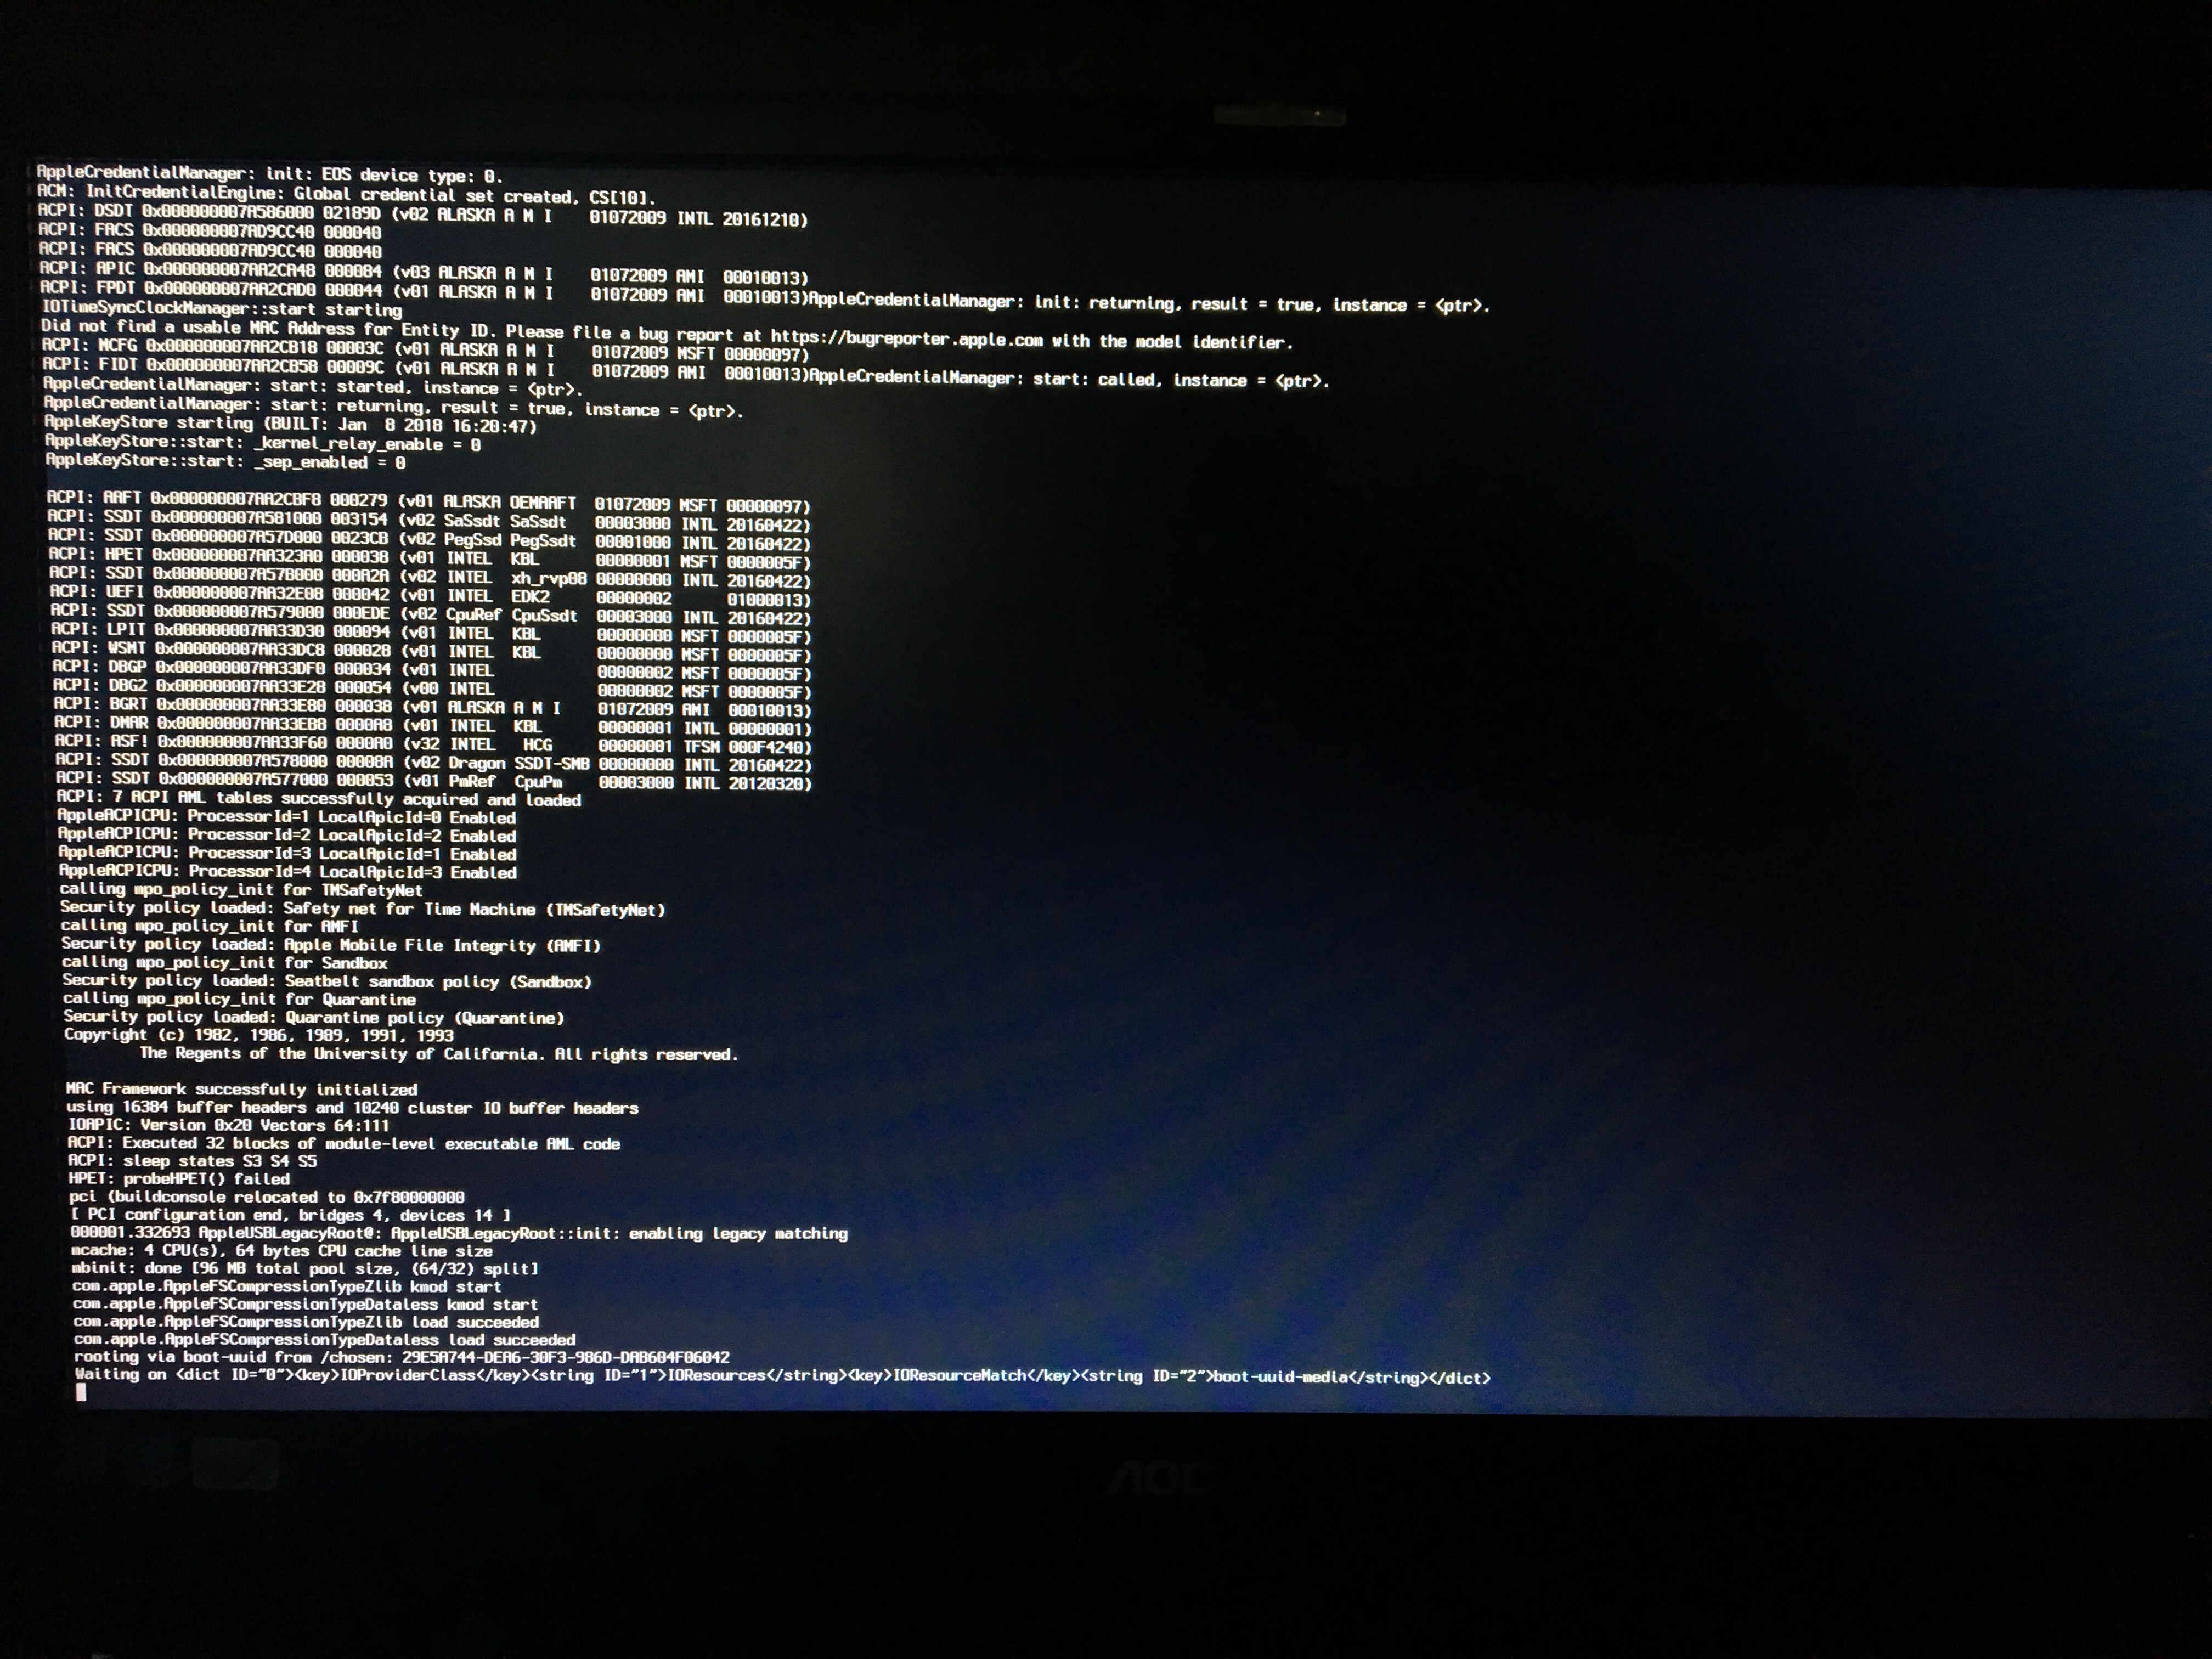 AppleCredentialManager: init: EOS device type: 0.
ACM: InitCredentialEngine: Global credential set created, CS[10].
ACPI: DSDT 0x000000007A586000 02189D (v02 ALASKA A M I    01072009 INTL 20161210)
ACPI: FACS 0x000000007AD9CC40 000040
ACPI: FACS 0x000000007AD9CC40 000040
ACPI: APIC 0x000000007AA2CA48 000084 (v03 ALASKA A M I    01072009 AMI  00010013)
ACPI: FPDT 0x000000007AA2CAD0 000044 (v01 ALASKA A M I    01072009 AMI  00010013)AppleCredentialManager: init: returning, result = true, instance = <ptr>.
IOTimeSyncClockManager::start starting
Did not find a usable MAC Address for Entity ID. Please file a bug report at https://bugreporter.apple.com with the model identifier.
ACPI: MCFG 0x000000007AA2CB18 00003C (v01 ALASKA A M I    01072009 MSFT 00000097)
ACPI: FIDT 0x000000007AA2CB58 00009C (v01 ALASKA A M I    01072009 AMI  00010013)AppleCredentialManager: start: called, instance = <ptr>.
AppleCredentialManager: start: started, instance = <ptr>.
AppleCredentialManager: start: returning, result = true, instance = <ptr>.
AppleKeyStore starting (BUILT: Jan  8 2018 16:20:47)
AppleKeyStore::start: _kernel_relay_enable = 0
AppleKeyStore::start: _sep_enabled = 0
ACPI: AAFT 0x000000007AA2CBF8 000279 (v01 ALASKA OEMAAFT  01072009 MSFT 00000097)
ACPI: SSDT 0x000000007A581000 003154 (v02 SaSsdt SaSsdt   00003000 INTL 20160422)
ACPI: SSDT 0x000000007A57D000 0023CB (v02 PegSsd PegSsdt  00001000 INTL 20160422)
ACPI: HPET 0x000000007AA323A0 000038 (v01 INTEL  KBL      00000001 MSFT 0000005F)
ACPI: SSDT 0x000000007A57B000 000A2A (v02 INTEL  xh_rvp08 00000000 INTL 20160422)
ACPI: UEFI 0x000000007AA32E08 000042 (v01 INTEL  EDK2     00000002      01000013)
ACPI: SSDT 0x000000007A579000 000EDE (v02 CpuRef CpuSsdt  00003000 INTL 20160422)
ACPI: LPIT 0x000000007AA33D30 000094 (v01 INTEL  KBL      00000000 MSFT 0000005F)
ACPI: WSMT 0x000000007AA33DC8 000028 (v01 INTEL  KBL      00000000 MSFT 0000005F)
ACPI: DBGP 0x000000007AA33DF0 000034 (v01 INTEL           00000002 MSFT 0000005F)
ACPI: DBG2 0x000000007AA33E28 000054 (v00 INTEL           00000002 MSFT 0000005F)
ACPI: BGRT 0x000000007AA33E80 000038 (v01 ALASKA A M I    01072009 AMI  00010013)
ACPI: DMAR 0x000000007AA33EB8 0000A8 (v01 INTEL  KBL      00000001 INTL 00000001)
ACPI: ASF! 0x000000007AA33F60 0000A0 (v32 INTEL   HCG     00000001 TFSM 000F4240)
ACPI: SSDT 0x000000007A578000 00008A (v02 Dragon SSDT-SMB 00000000 INTL 20160422)
ACPI: SSDT 0x000000007A577000 000053 (v01 PmRef  CpuPm    00003000 INTL 20120320)
ACPI: 7 ACPI AML tables successfully acquired and loaded
AppleACPICPU: ProcessorId=1 LocalApicId=0 Enabled
AppleACPICPU: ProcessorId=2 LocalApicId=2 Enabled
AppleACPICPU: ProcessorId=3 LocalApicId=1 Enabled
AppleACPICPU: ProcessorId=4 LocalApicId=3 Enabled
calling mpo_policy_init for TMSafetyNet
Security policy loaded: Safety net for Time Machine (TMSafetyNet)
calling mpo_policy_init for AMFI
Security policy loaded: Apple Mobile File Integrity (AMFI)
calling mpo_policy_init for Sandbox
Security policy loaded: Seatbelt sandbox policy (Sandbox)
calling mpo_policy_init for Quarantine
Security policy loaded: Quarantine policy (Quarantine)
Copyright (c) 1982, 1986, 1989, 1991, 1993
The Regents of the University of California. All rights reserved.
MAC Framework successfully initialized
using 16384 buffer headers and 10240 cluster IO buffer headers
IOAPIC: Version 0x20 Vectors 64:111
ACPI: Executed 32 blocks of module-level executable AML code
ACPI: sleep states S3 S4 S5
HPET: probeHPET() failed
pci (buildconsole relocated to 0x7f80000000
[ PCI configuration end, bridges 4, devices 14 ]
000001.332693 AppleUSBLegacyRoot@: AppleUSBLegacyRoot::init: enabling legacy matching
mcache: 4 CPU(s), 64 bytes CPU cache line size
mbinit: done [96 MB total pool size, (64/32) split]
com.apple.AppleFSCompressionTypeZlib kmod start
com.apple.AppleFSCompressionTypeDataless kmod start
com.apple.AppleFSCompressionTypeZlib load succeeded
com.apple.AppleFSCompressionTypeDataless load succeeded
rooting via boot-uuid from /chosen: 29E5A744-DEA6-30F3-986D-DAB604F06042
Waiting on <dict ID="0"><key>IOProviderClass</key><string ID="1">IOResources</string><key>IOResourceMatch</key><string ID="2">boot-uuid-media</string></dict>
AOC